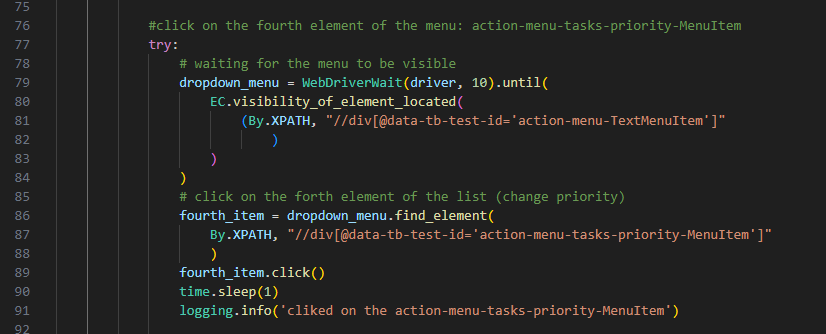 75
76 #click on the fourth element of the menu: action-menu-tasks-priority-MenuItem
77 try:
78 # waiting for the menu to be visible
79 dropdown_menu = WebDriverWait(driver, 10).until(
80 EC.visibility_of_element_located(
81 (By.XPATH, "//div[@data-tb-test-id='action-menu-TextMenuItem']"
82 )
83 )
84 )
85 # click on the forth element of the list (change priority)
86 fourth_item = dropdown_menu.find_element(
87 By.XPATH, "//div[@data-tb-test-id='action-menu-tasks-priority-MenuItem']"
88 )
89 fourth_item.click()
90 time.sleep(1)
91 logging.info('cliked on the action-menu-tasks-priority-MenuItem')
92